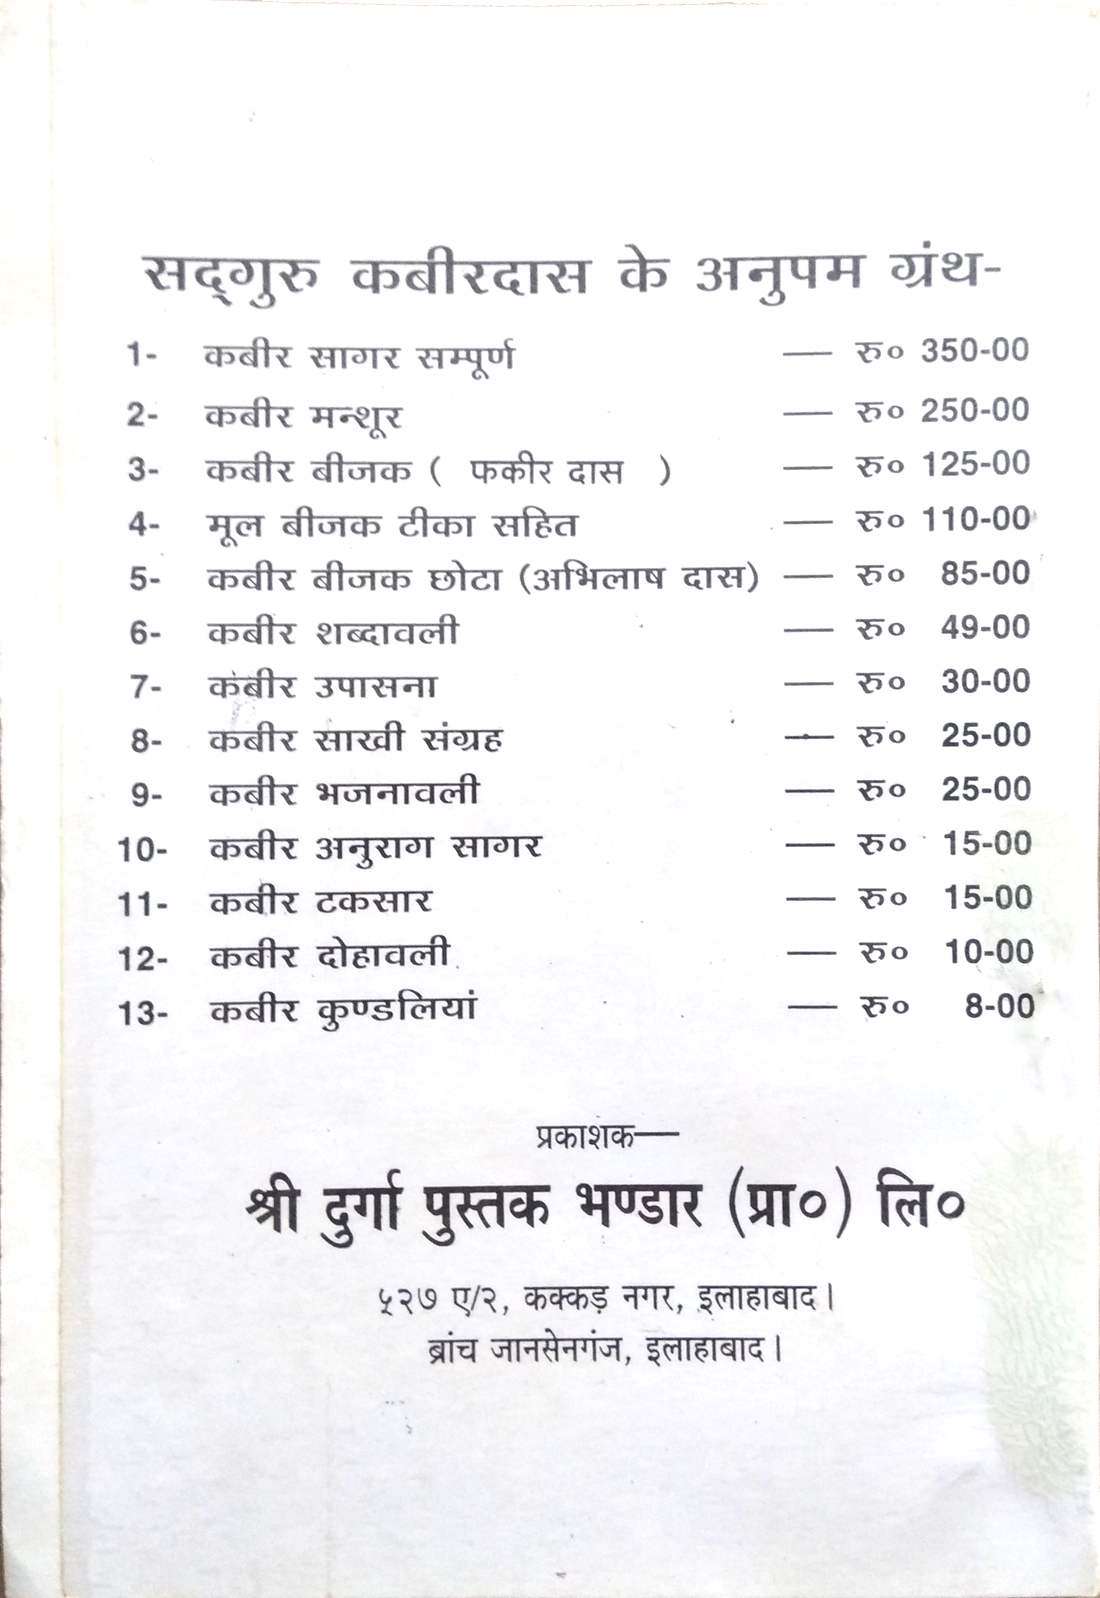 सद्गुरु कबीरदास के अनुपम ग्रंथ-
1- कबीर सागर सम्पूर्ण — रु० 350-00
2- कबीर मन्शूर — रु० 250-00
3- कबीर बीजक ( फकीर दास ) — रु० 125-00
4- मूल बीजक टीका सहित — रु० 110-00
5- कबीर बीजक छोटा (अभिलाष दास) — रु० 85-00
6- कबीर शब्दावली — रु० 49-00
7- कबीर उपासना — रु० 30-00
8- कबीर साखी संग्रह — रु० 25-00
9- कबीर भजनावली — रु० 25-00
10- कबीर अनुराग सागर — रु० 15-00
11- कबीर टकसार — रु० 15-00
12- कबीर दोहावली — रु० 10-00
13- कबीर कुण्डलियां — रु० 8-00
प्रकाशक—
श्री दुर्गा पुस्तक भण्डार (प्रा०) लि०
५२७ ए/२, कक्कड़ नगर, इलाहाबाद।
ब्रांच जानसेनगंज, इलाहाबाद।